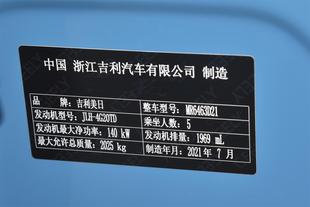 中国 浙江吉利汽车有限公司 制造
品牌：吉利美日 整车型号：MR6463D21
发动机型号：JLH-4G20TD 乘坐人数：5
发动机最大净功率：140 kW 发动机排量：1969 mL
最大允许总质量：2025 kg 制造年月：2021 年 7 月